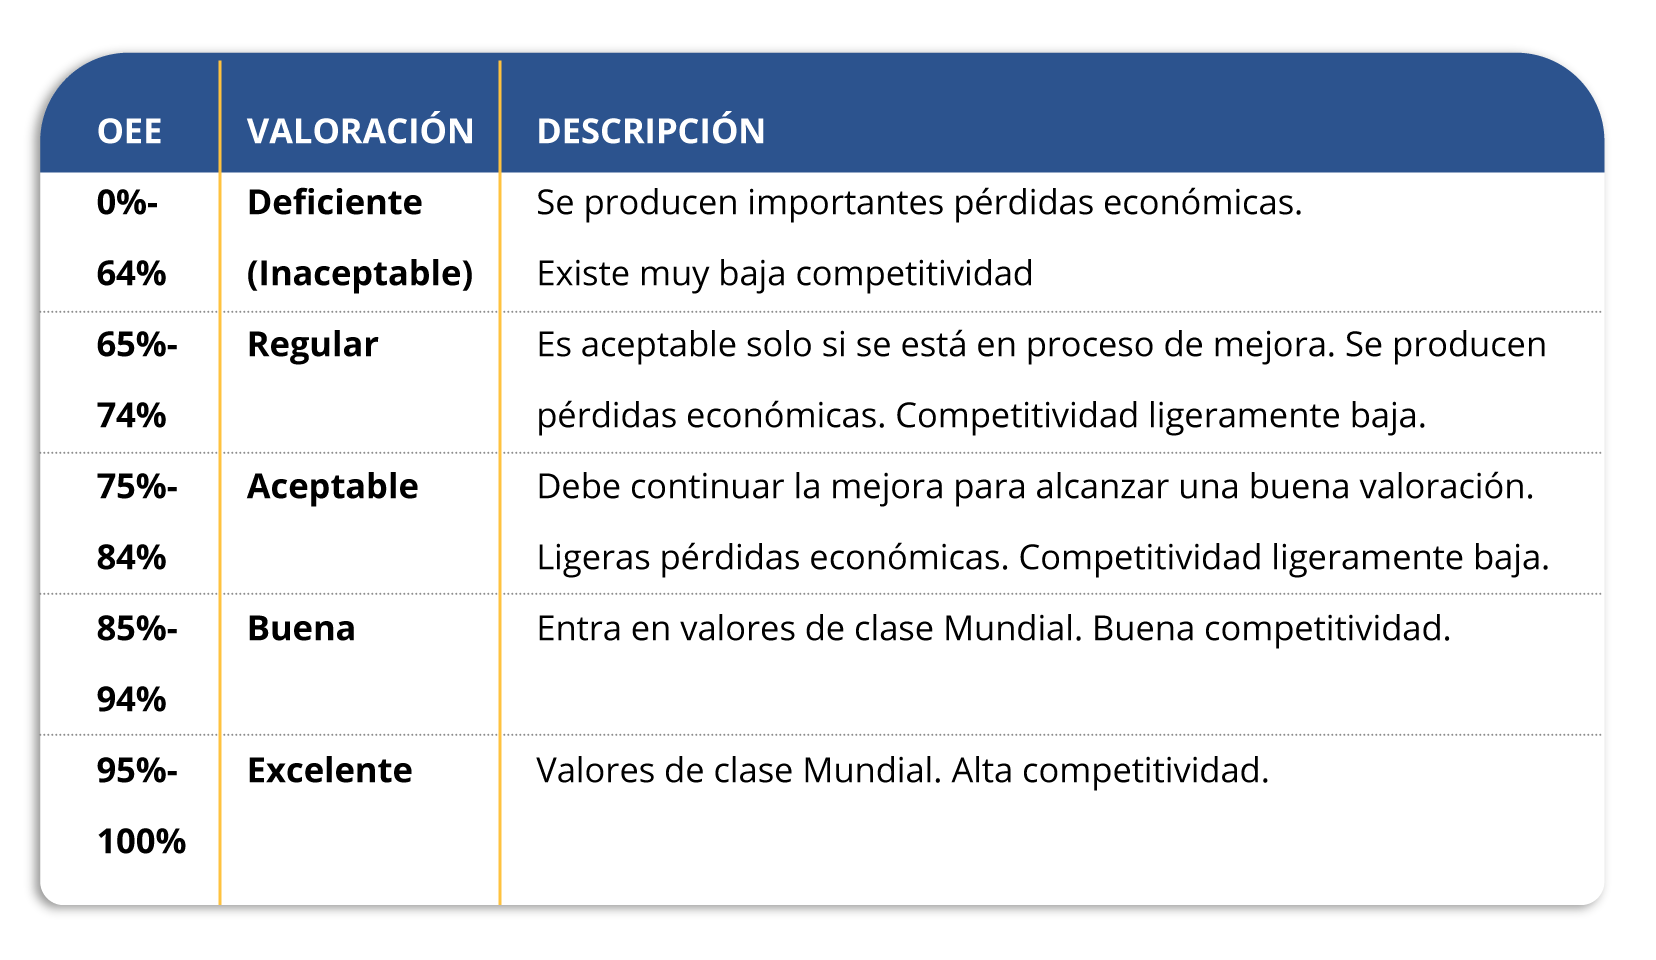 OEE VALORACIÓN DESCRIPCIÓN
0%- Deficiente Se producen importantes pérdidas económicas.
64% (Inaceptable) Existe muy baja competitividad
65%- Regular Es aceptable solo si se está en proceso de mejora. Se producen
74% pérdidas económicas. Competitividad ligeramente baja.
75%- Aceptable Debe continuar la mejora para alcanzar una buena valoración.
84% Ligeras pérdidas económicas. Competitividad ligeramente baja.
85%- Buena Entra en valores de clase Mundial. Buena competitividad.
94%
95%- Excelente Valores de clase Mundial. Alta competitividad.
100%